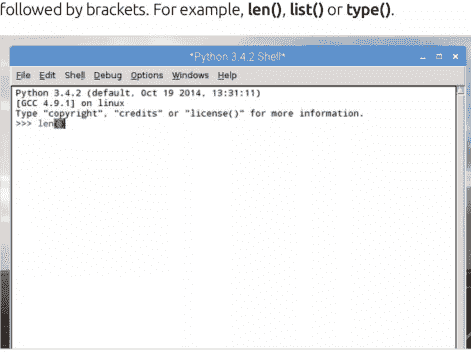 followed by brackets. For example, len(), list() or type().
*Python 3.4.2 Shell*
File Edit Shell Debug Options Windows Help
Python 3.4.2 (default, Oct 19 2014, 13:31:11)
[GCC 4.9.1] on linux
Type "copyright", "credits" or "license()" for more information.
>>> len()